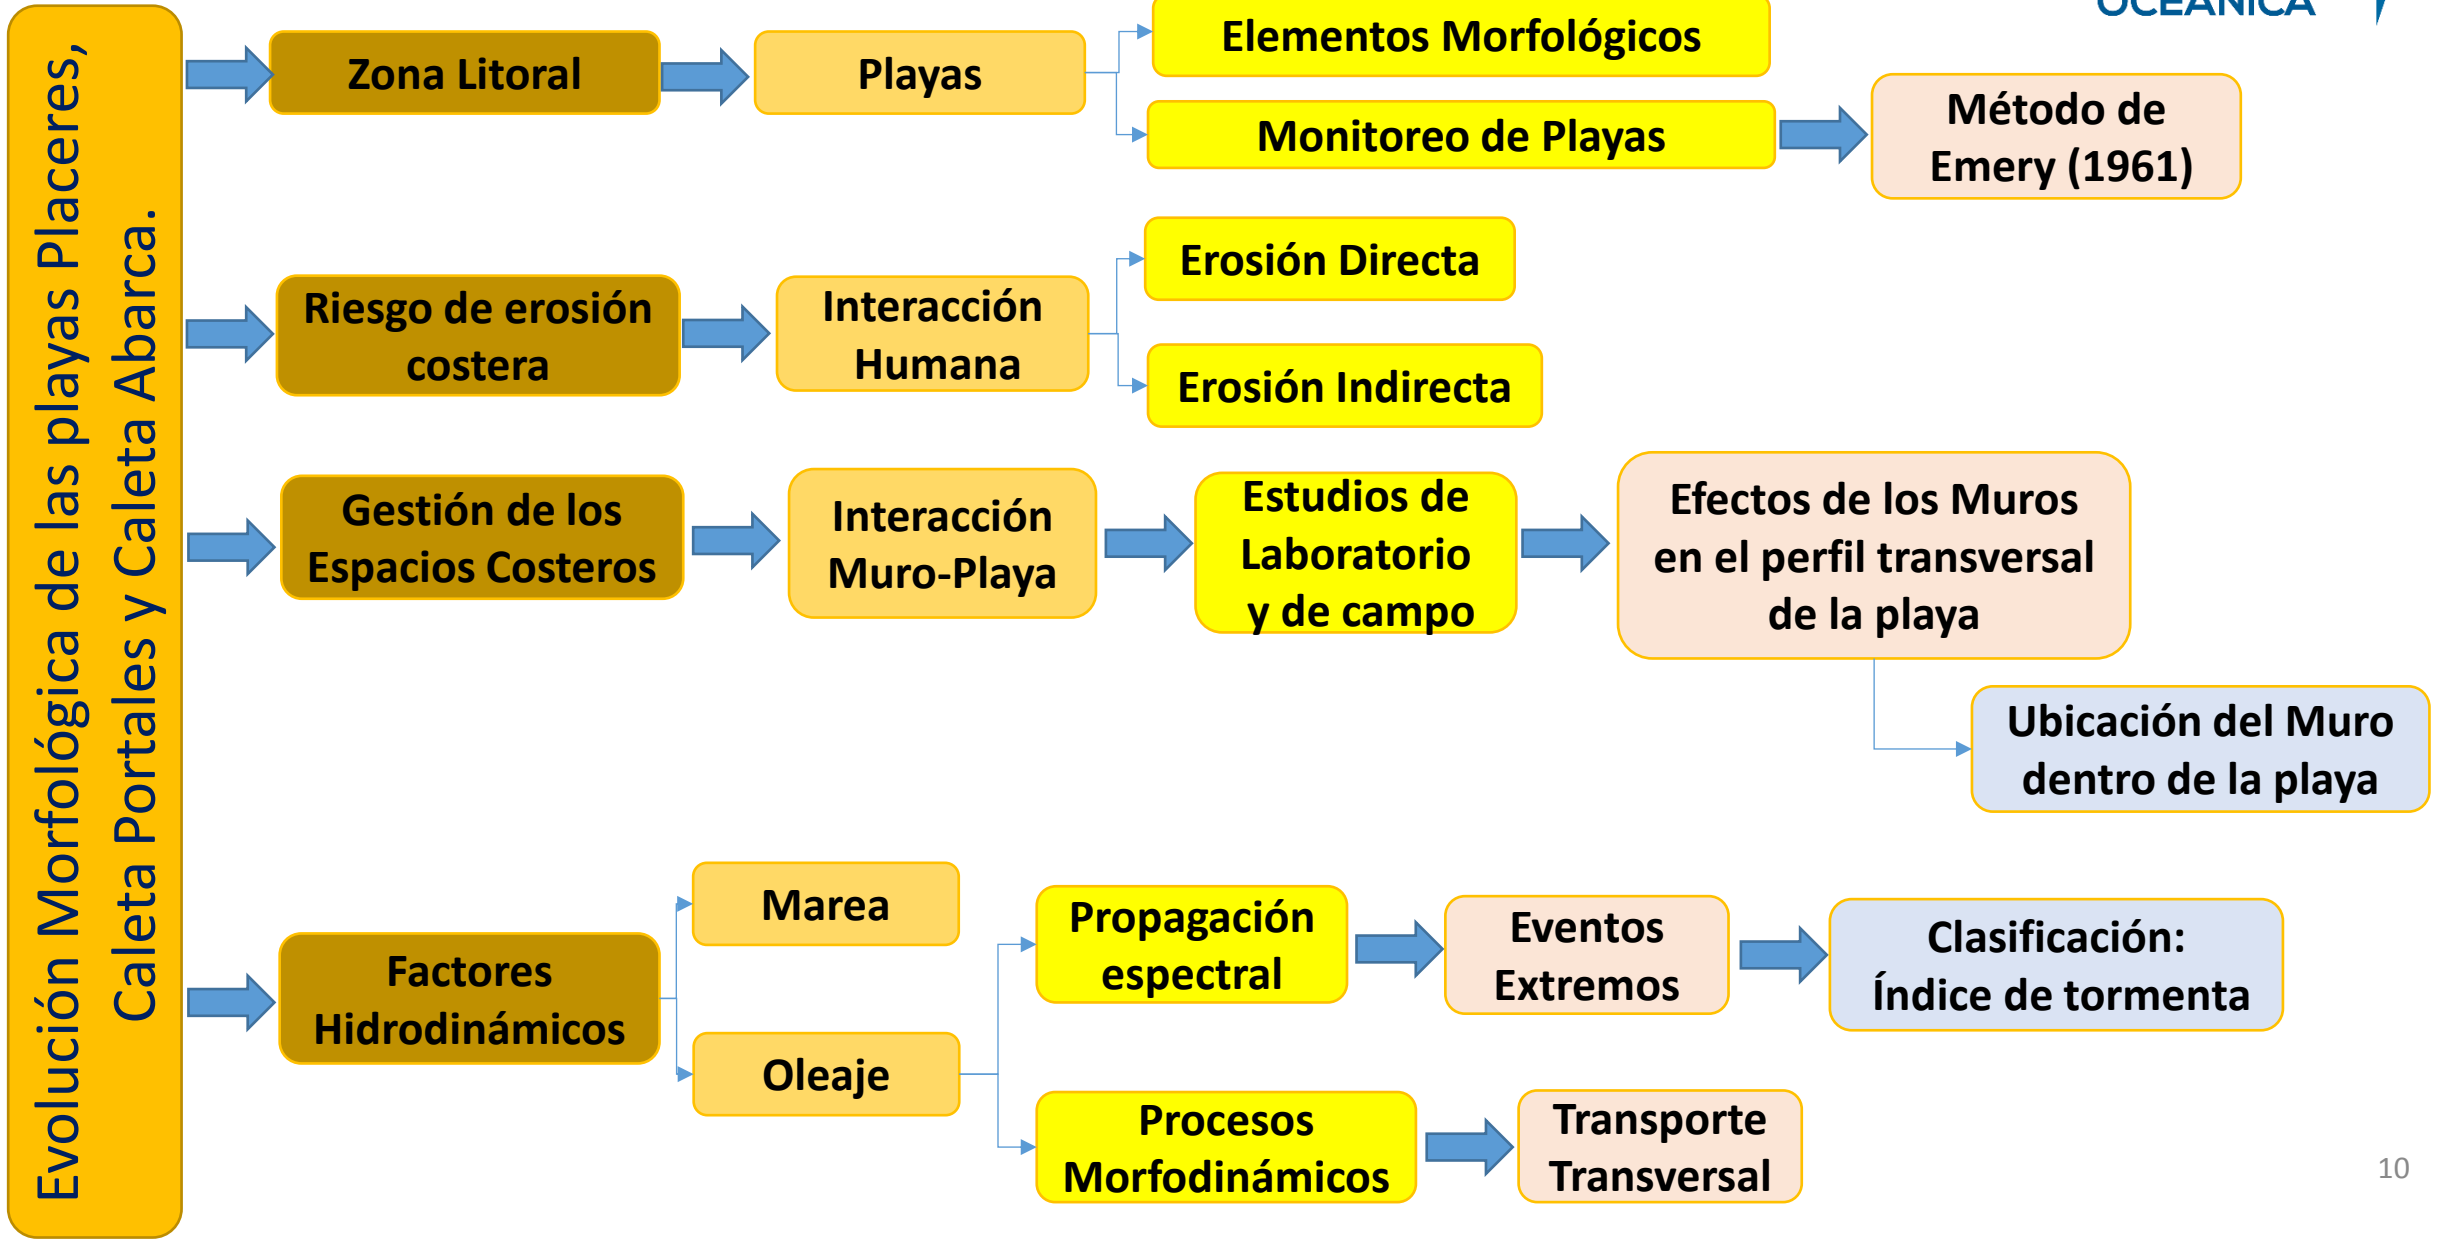 OCEÁNICA
Evolución Morfológica de las playas Placeres,
Caleta Portales y Caleta Abarca.
Zona Litoral
Playas
Elementos Morfológicos
Monitoreo de Playas
Método de
Emery (1961)
Riesgo de erosión
costera
Interacción
Humana
Erosión Directa
Erosión Indirecta
Gestión de los
Espacios Costeros
Interacción
Muro-Playa
Estudios de
Laboratorio
y de campo
Efectos de los Muros
en el perfil transversal
de la playa
Ubicación del Muro
dentro de la playa
Factores
Hidrodinámicos
Marea
Oleaje
Propagación
espectral
Eventos
Extremos
Clasificación:
Índice de tormenta
Procesos
Morfodinámicos
Transporte
Transversal
10